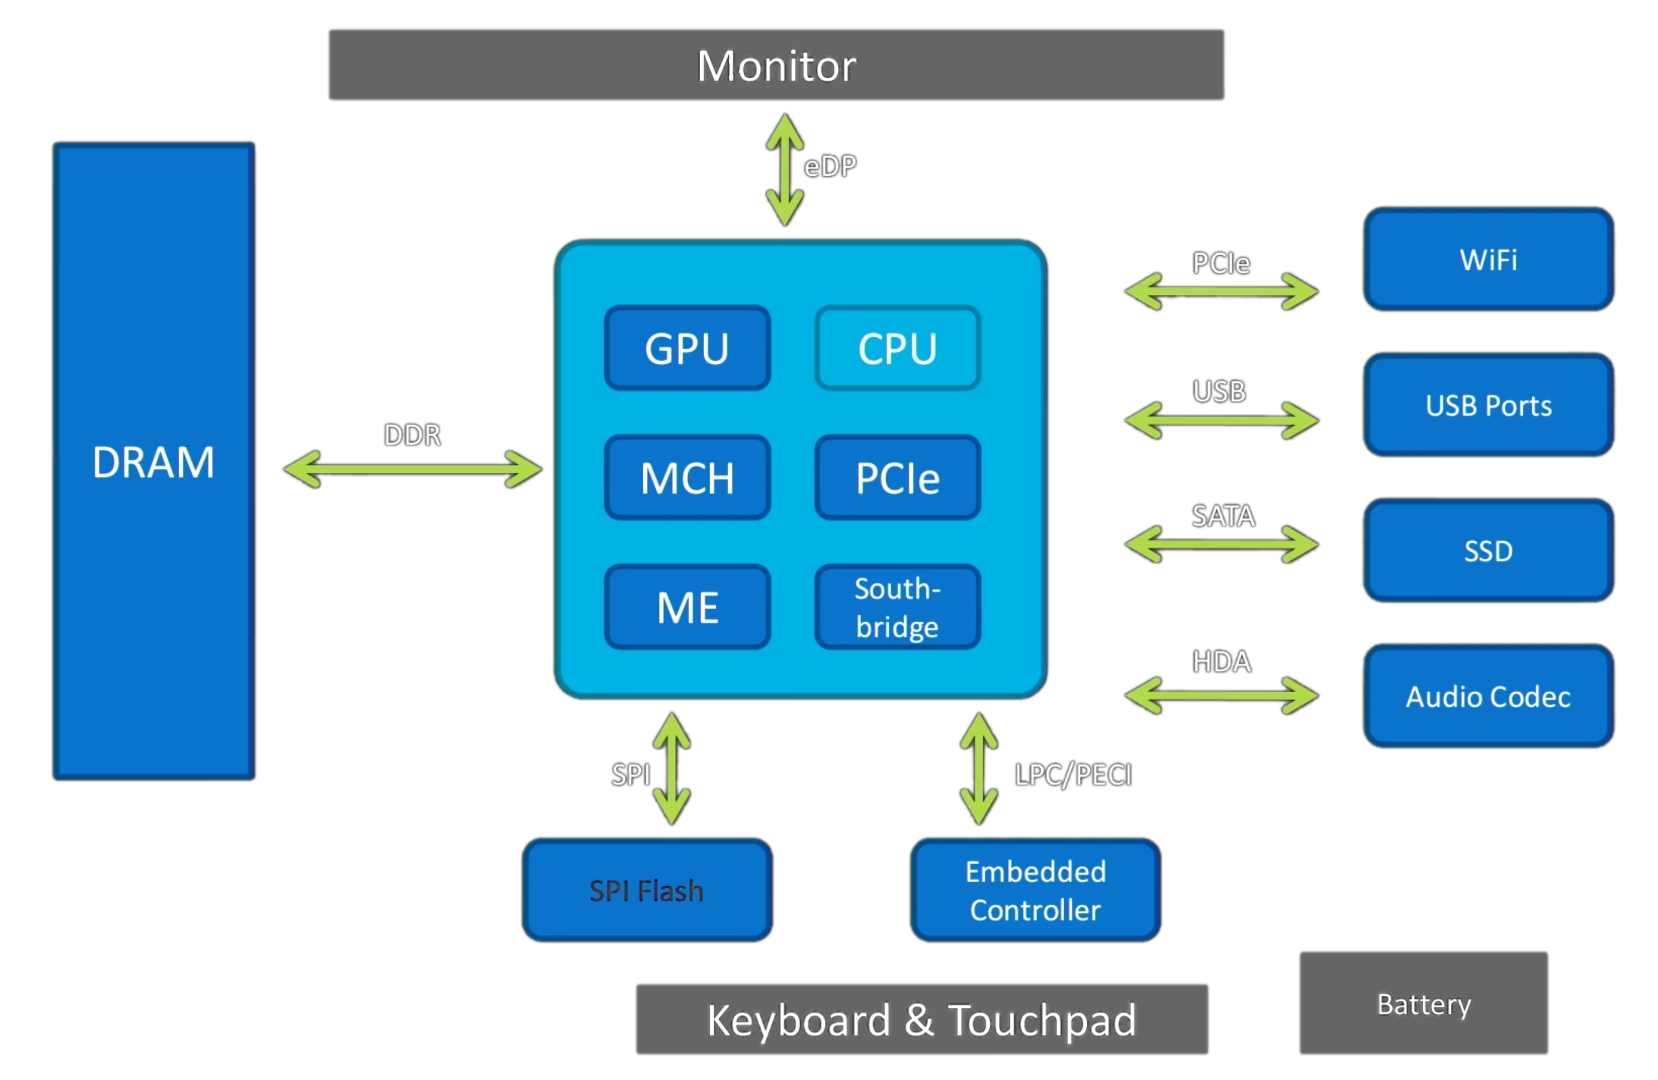 Monitor
eDP
DRAM
DDR
GPU
CPU
MCH
PCIe
ME
South-
bridge
PCIe
WiFi
USB
USB Ports
SATA
SSD
HDA
Audio Codec
SPI
LPC/PECI
SPI Flash
Embedded
Controller
Keyboard & Touchpad
Battery